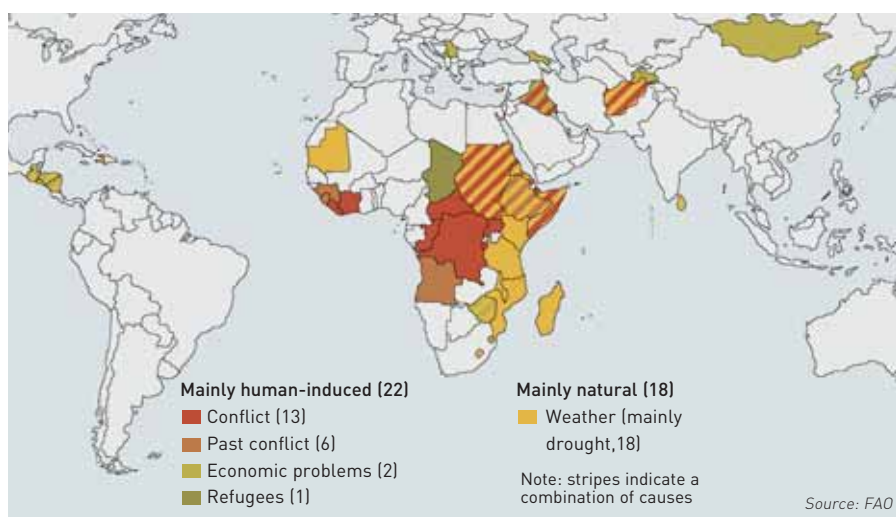 Mainly human-induced (22)
Conflict (13)
Past conflict (6)
Economic problems (2)
Refugees (1)
Mainly natural (18)
Weather (mainly
drought,18)
Note: stripes indicate a
combination of causes
Source: FAO